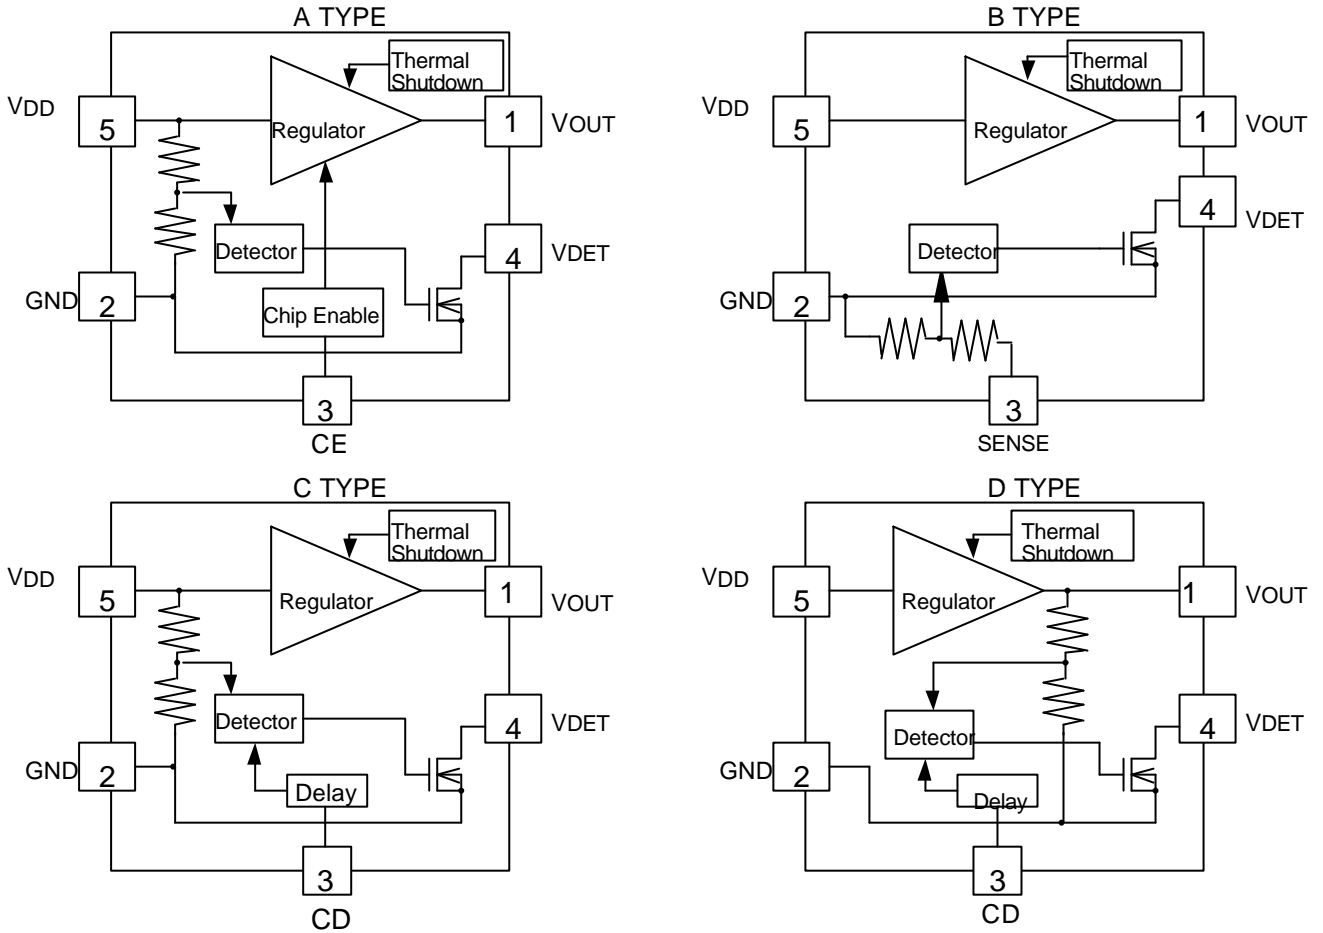 A TYPE
Thermal
Shutdown
VDD
5
Regulator
1
VOUT
Detector
4
VDET
GND
2
Chip Enable
3
CE
B TYPE
Thermal
Shutdown
VDD
5
Regulator
1
VOUT
4
VDET
Detector
GND
2
3
SENSE
C TYPE
Thermal
Shutdown
VDD
5
Regulator
1
VOUT
Detector
4
VDET
GND
2
Delay
3
CD
D TYPE
Thermal
Shutdown
VDD
5
Regulator
1
VOUT
Detector
4
VDET
GND
2
Delay
3
CD